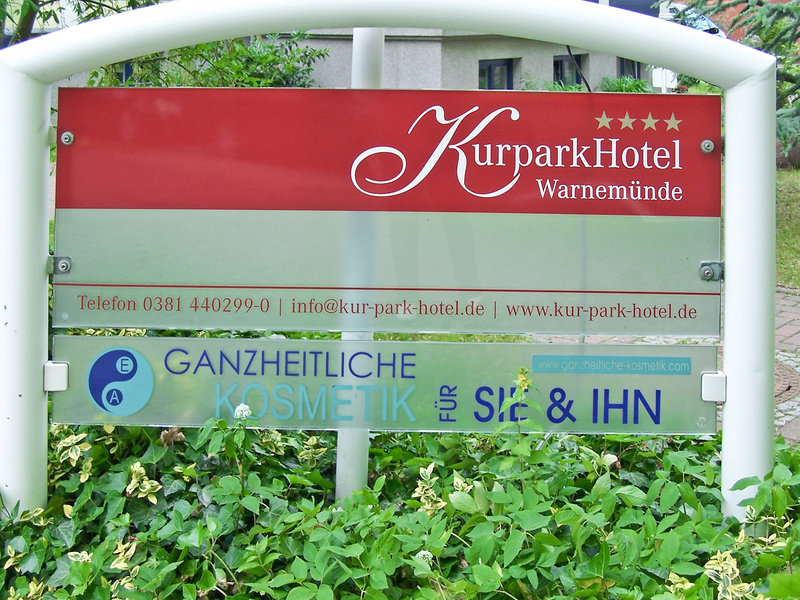 KurparkHotel
Warnemünde
Telefon 0381 440299-0 | info@kur-park-hotel.de | www.kur-park-hotel.de
E
A
GANZHEITLICHE
KOSMETIK FÜR SIE & IHN
www.ganzheitliche-kosmetik.com